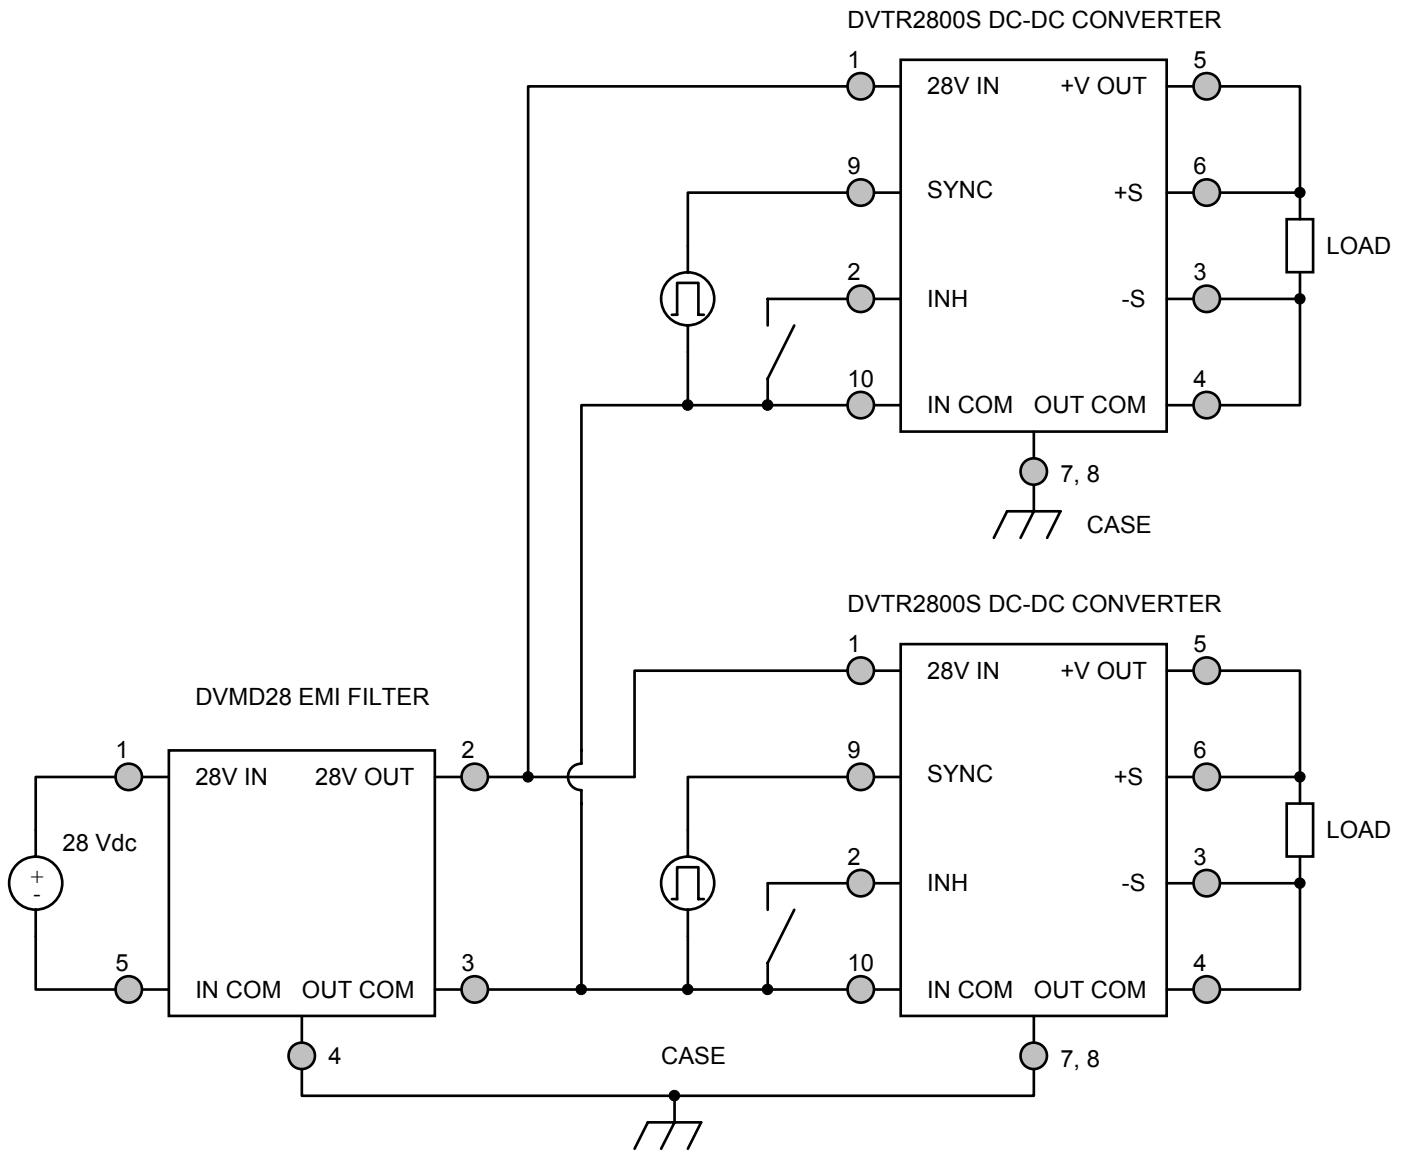 DVTR2800S DC-DC CONVERTER
1
28V IN
+V OUT
5
9
SYNC
+S
6
LOAD
2
INH
-S
3
10
IN COM
OUT COM
4
7, 8
CASE
DVTR2800S DC-DC CONVERTER
1
28V IN
+V OUT
5
9
SYNC
+S
6
LOAD
2
INH
-S
3
10
IN COM
OUT COM
4
7, 8
DVMD28 EMI FILTER
1
28V IN
28V OUT
2
28 Vdc
+
-
5
IN COM
OUT COM
3
4
CASE